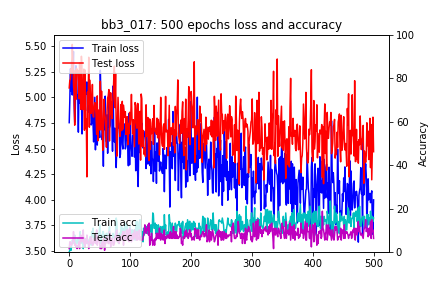 bb3_017: 500 epochs loss and accuracy
5.50
5.25
5.00
4.75
4.50
4.25
4.00
3.75
3.50
Loss
Train loss
Test loss
Train acc
Test acc
100
80
60
40
20
0
Accuracy
0 100 200 300 400 500